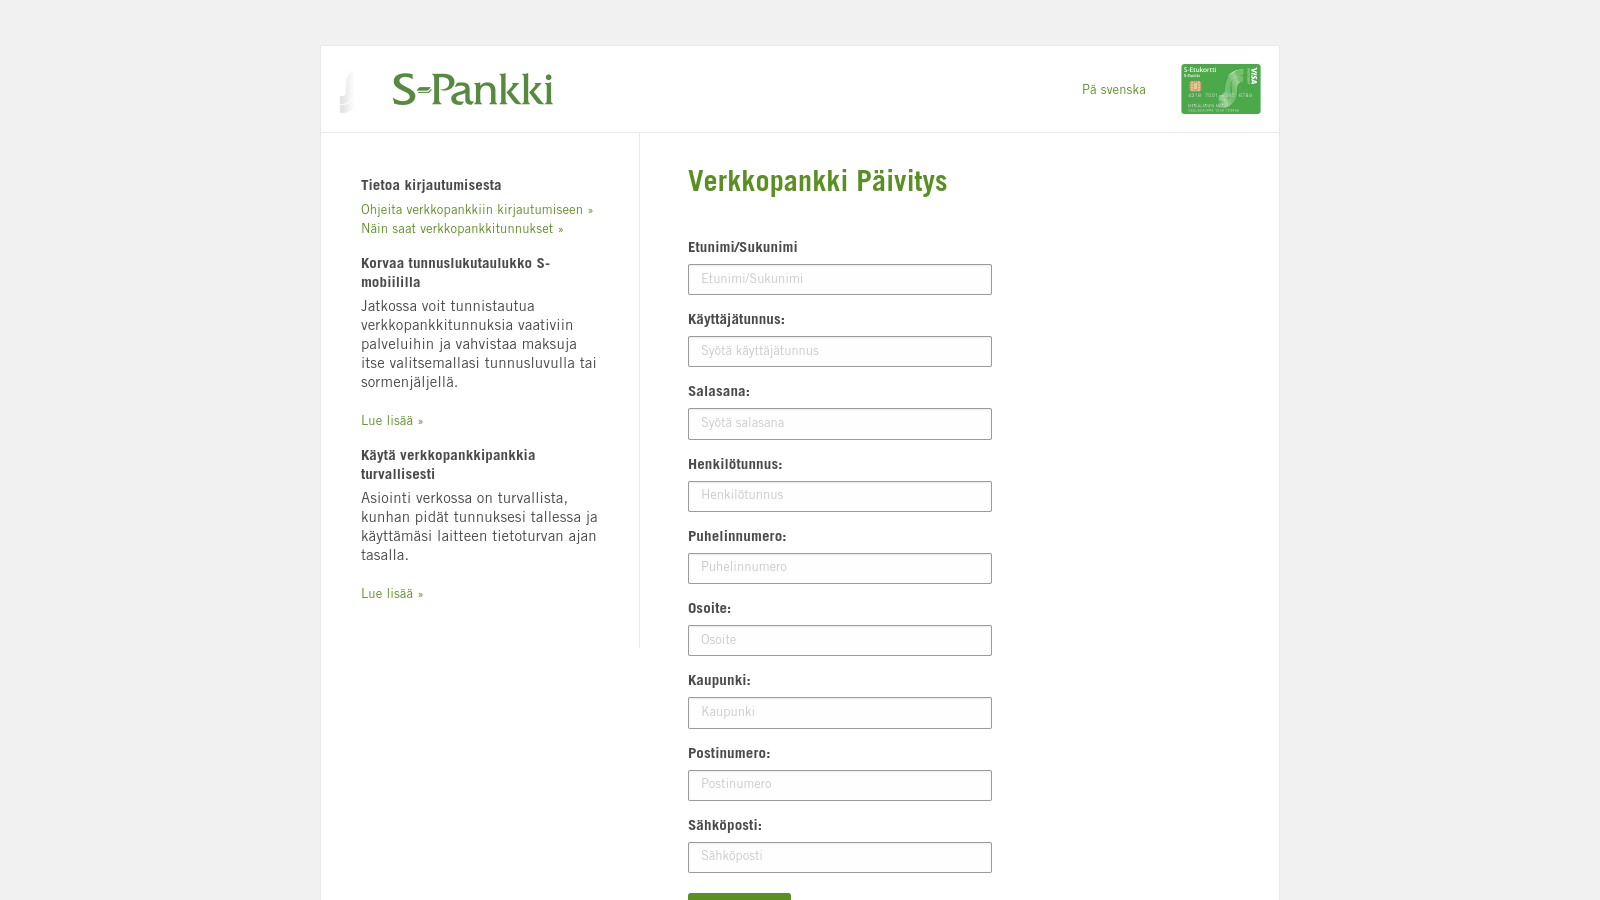 S-Pankki
På svenska
S-Etukortti
VISA
Tietoa kirjautumisesta
Ohjeita verkkopankkiin kirjautumiseen »
Näin saat verkkopankkitunnukset »
Korvaa tunnuslukutaulukko S-
mobiililla
Jatkossa voit tunnistautua
verkkopankkitunnuksia vaativiin
palveluihin ja vahvistaa maksuja
itse valitsemallasi tunnusluvulla tai
sormenjäljellä.
Lue lisää »
Käytä verkkopankkipankkia
turvallisesti
Asiointi verkossa on turvallista,
kunhan pidät tunnuksesi tallessa ja
käyttämäsi laitteen tietoturvan ajan
tasalla.
Lue lisää »
Verkkopankki Päivitys
Etunimi/Sukunimi
Etunimi/Sukunimi
Käyttäjätunnus:
Syötä käyttäjätunnus
Salasana:
Syötä salasana
Henkilötunnus:
Henkilötunnus
Puhelinnumero:
Puhelinnumero
Osoite:
Osoite
Kaupunki:
Kaupunki
Postinumero:
Postinumero
Sähköposti:
Sähköposti